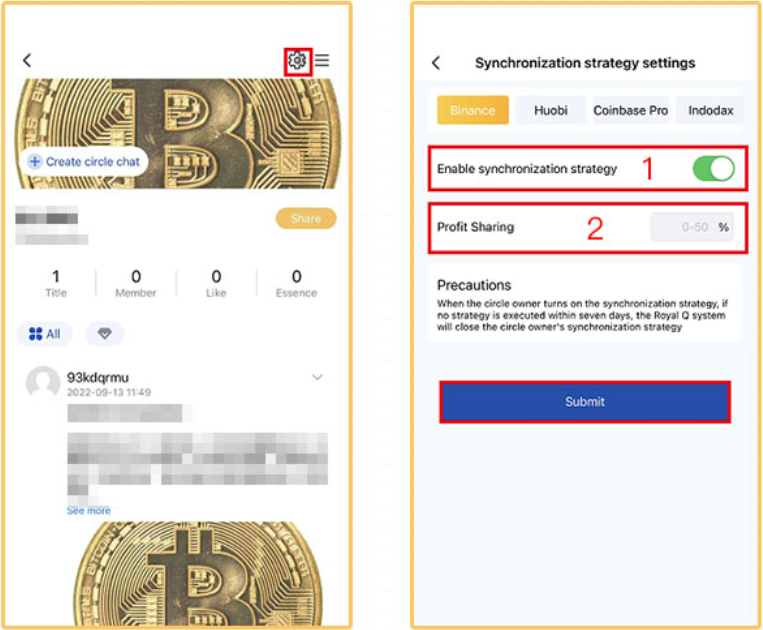 Create circle chat
Share
1 0 0 0
Title Member Like Essence
All
93kdqrmu
2022-09-13 11:49
See more
Synchronization strategy settings
Binance Huobi Coinbase Pro Indodax
Enable synchronization strategy 1
Profit Sharing 2 0-50 %
Precautions
When the circle owner turns on the synchronization strategy, if
no strategy is executed within seven days, the Royal Q system
will close the circle owner's synchronization strategy
Submit